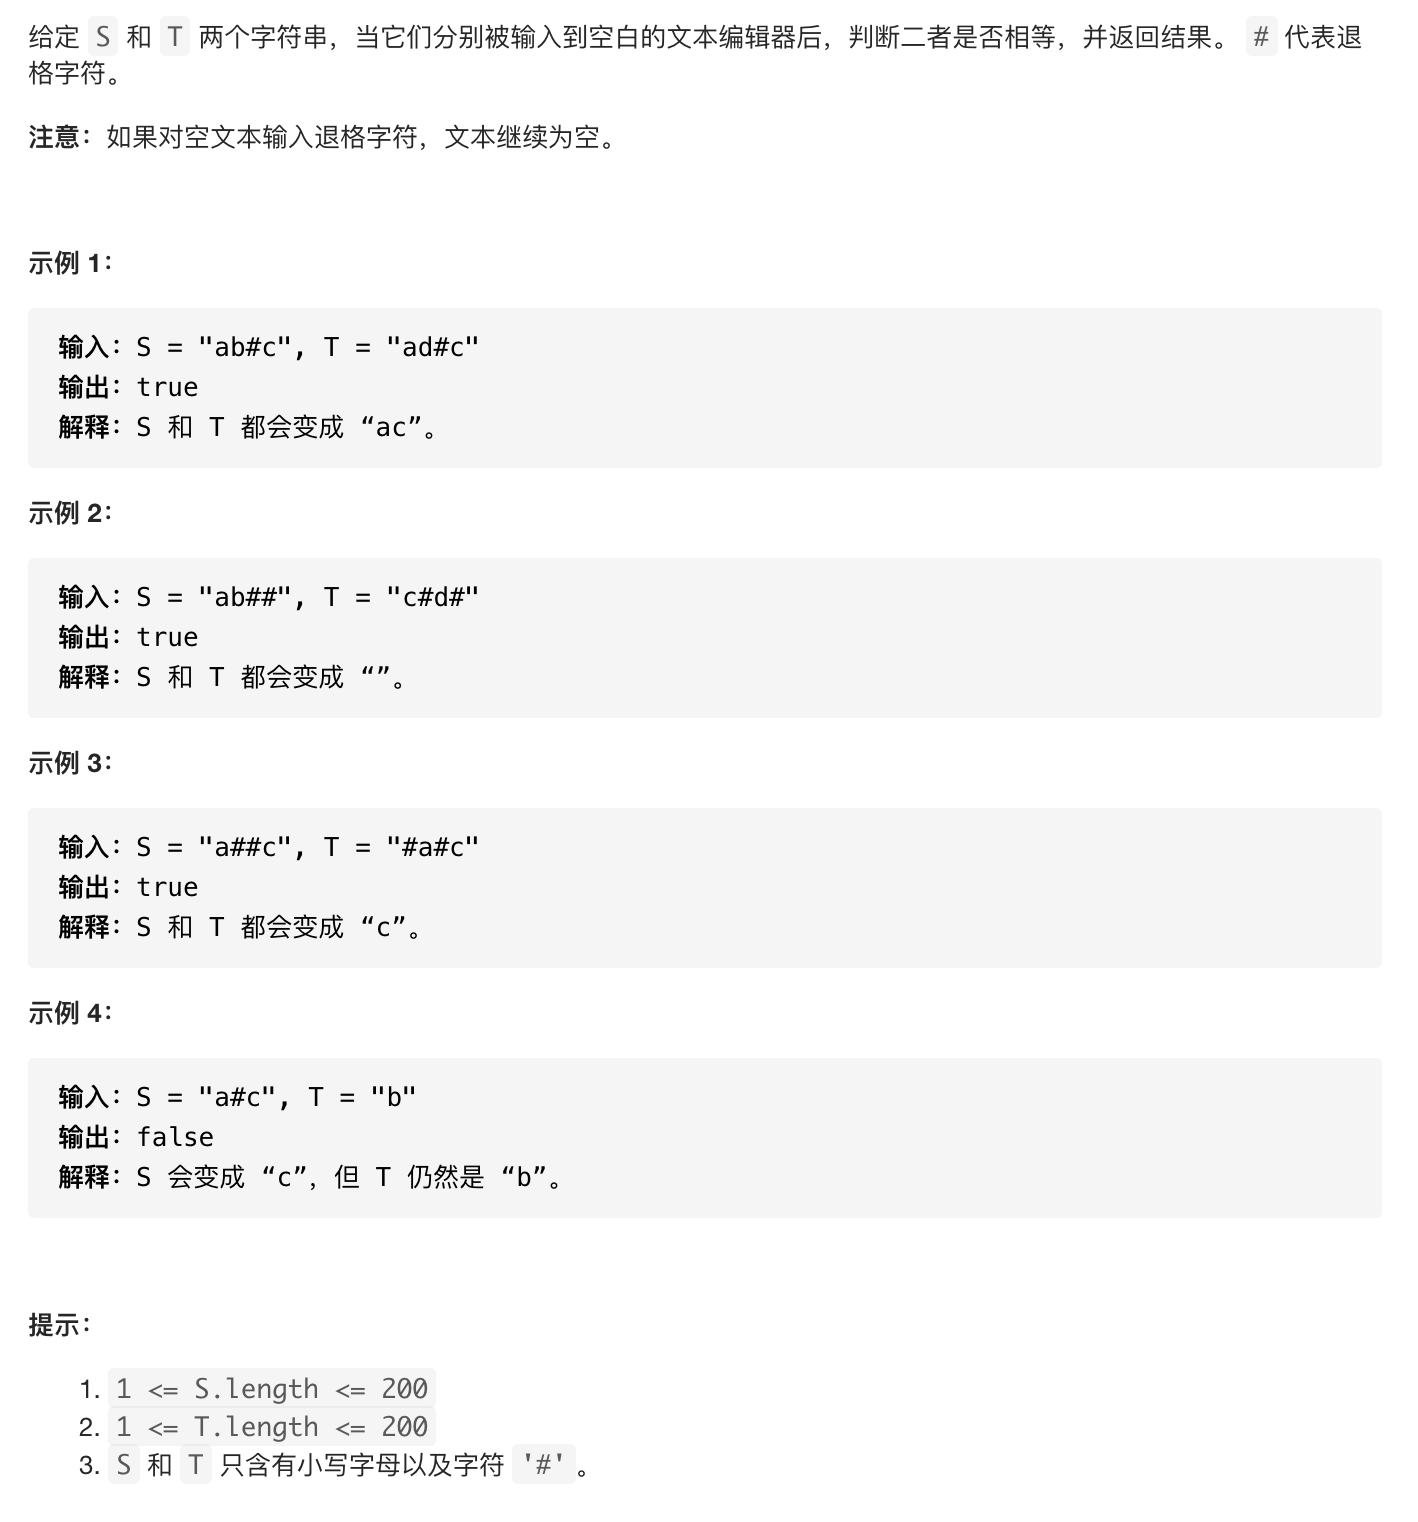 给定 S 和 T 两个字符串，当它们分别被输入到空白的文本编辑器后，判断二者是否相等，并返回结果。 # 代表退
格字符。
注意：如果对空文本输入退格字符，文本继续为空。
示例 1：
输入：S = "ab#c", T = "ad#c"
输出：true
解释：S 和 T 都会变成 “ac”。
示例 2：
输入：S = "ab##", T = "c#d#"
输出：true
解释：S 和 T 都会变成 “”。
示例 3：
输入：S = "a##c", T = "#a#c"
输出：true
解释：S 和 T 都会变成 “c”。
示例 4：
输入：S = "a#c", T = "b"
输出：false
解释：S 会变成 “c”，但 T 仍然是 “b”。
提示：
1. 1 <= S.length <= 200
2. 1 <= T.length <= 200
3. S 和 T 只含有小写字母以及字符 '#'。